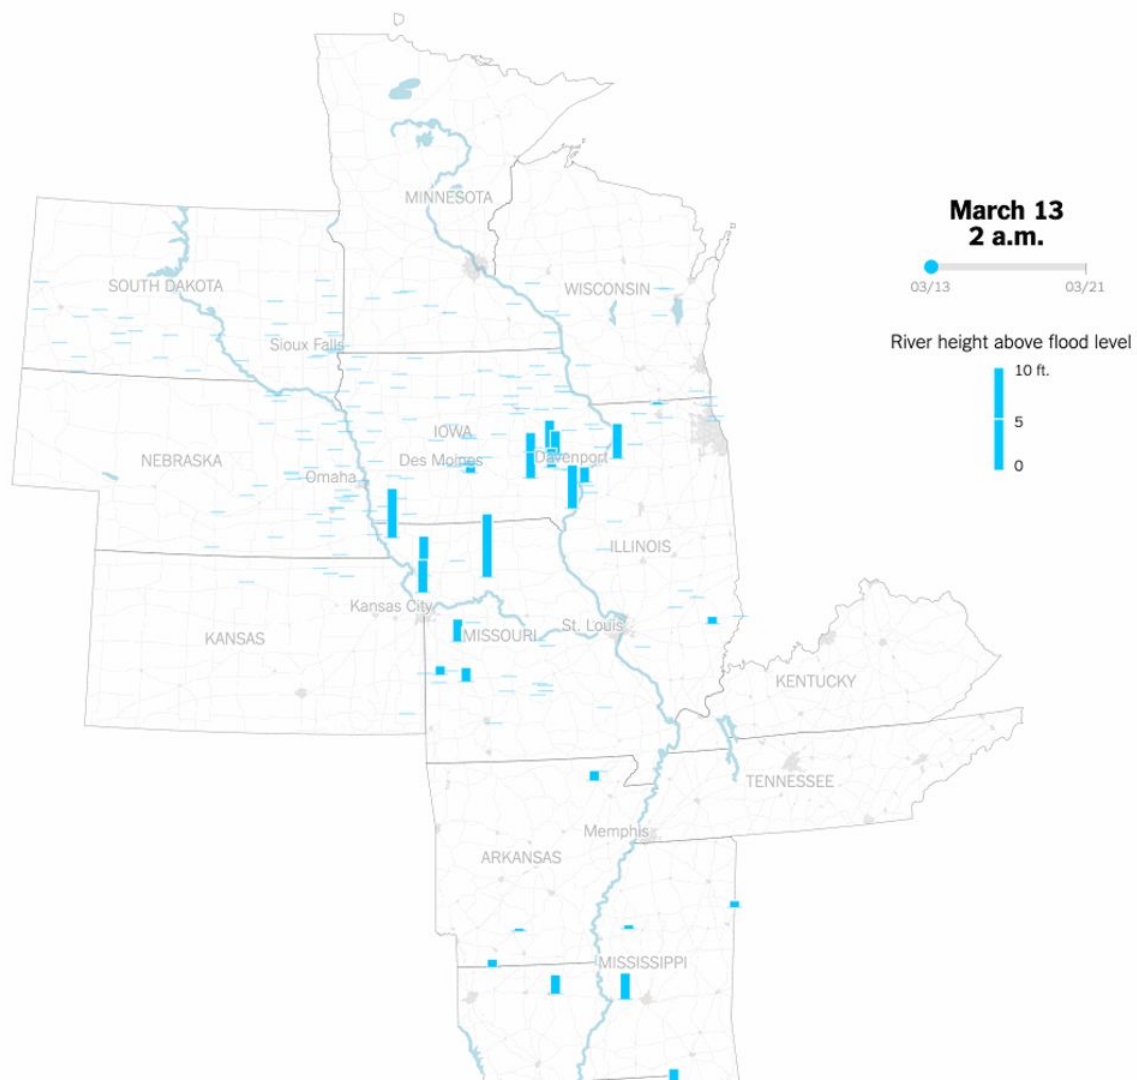 MINNESOTA
March 13
2 a.m.
03/13
03/21
SOUTH DAKOTA
WISCONSIN
Sioux Falls
River height above flood level
10 ft.
5
0
IOWA
NEBRASKA
Des Moines
Davenport
Omaha
ILLINOIS
Kansas City
St. Louis
KANSAS
MISSOURI
KENTUCKY
TENNESSEE
Memphis
ARKANSAS
MISSISSIPPI